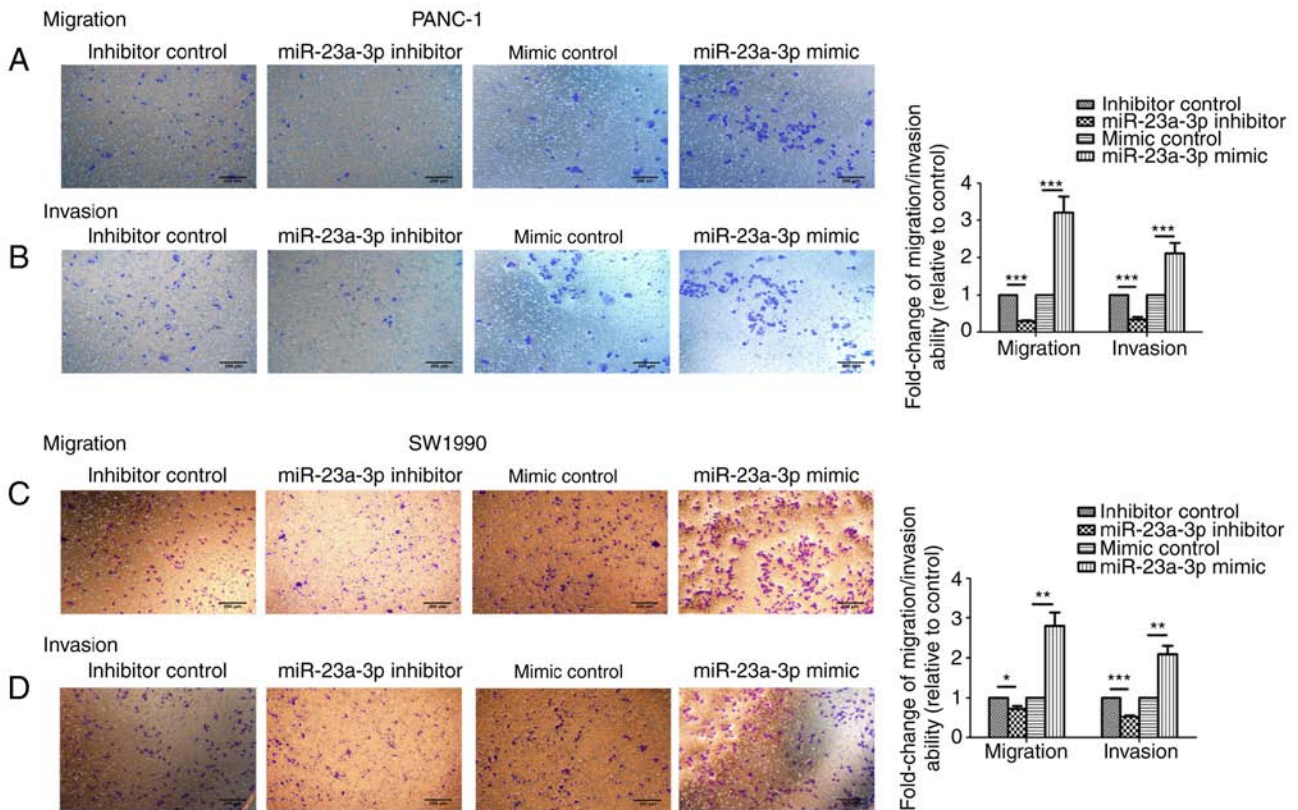 Migration PANC-1
A
Inhibitor control miR-23a-3p inhibitor Mimic control miR-23a-3p mimic
Invasion
B
Inhibitor control miR-23a-3p inhibitor Mimic control miR-23a-3p mimic
Inhibitor control
miR-23a-3p inhibitor
Mimic control
miR-23a-3p mimic
Fold-change of migration/invasion
ability (relative to control)
4
3
2
1
0
*** *** *** ***
Migration Invasion
Migration SW1990
C
Inhibitor control miR-23a-3p inhibitor Mimic control miR-23a-3p mimic
Invasion
D
Inhibitor control miR-23a-3p inhibitor Mimic control miR-23a-3p mimic
Inhibitor control
miR-23a-3p inhibitor
Mimic control
miR-23a-3p mimic
Fold-change of migration/invasion
ability (relative to control)
4
3
2
1
0
* ** *** **
Migration Invasion